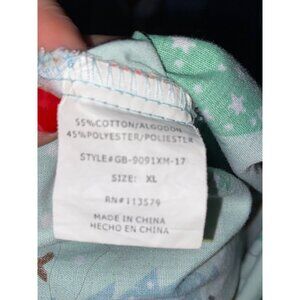 55%COTTON/ALGODON
45%POLYESTER/POLIESTER
STYLE#GB-9091XM-17
SIZE: XL
RN#113579
MADE IN CHINA
HECHO EN CHINA